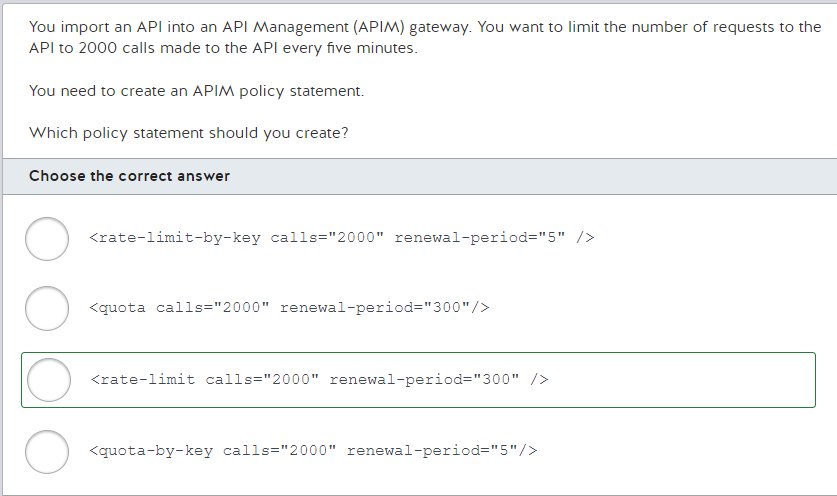 You import an API into an API Management (APIM) gateway. You want to limit the number of requests to the
API to 2000 calls made to the API every five minutes.
You need to create an APIM policy statement.
Which policy statement should you create?
Choose the correct answer
<rate-limit-by-key calls="2000" renewal-period="5" />
<quota calls="2000" renewal-period="300"/>
<rate-limit calls="2000" renewal-period="300" />
<quota-by-key calls="2000" renewal-period="5"/>